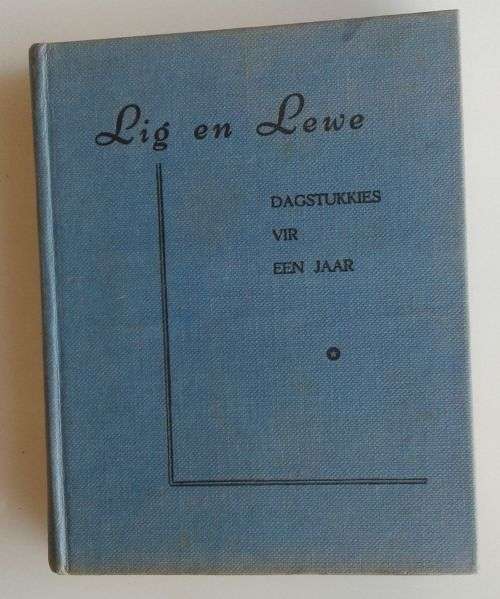 Lig en Lewe
DAGSTUKKIES
VIR
EEN JAAR